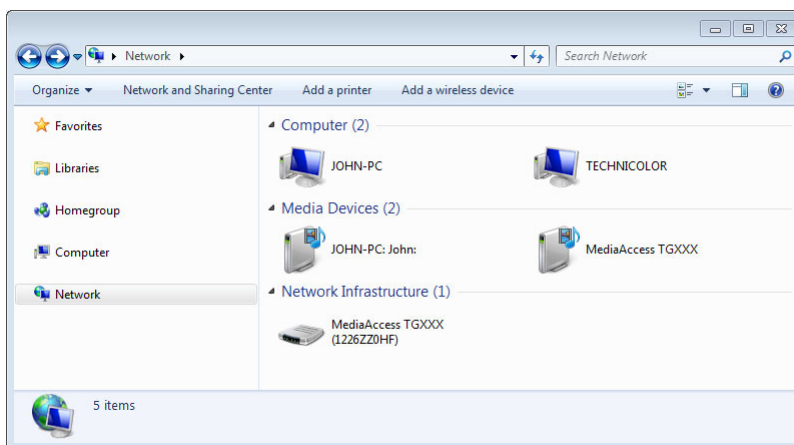 Network
Search Network
Organize
Network and Sharing Center
Add a printer
Add a wireless device
Favorites
Libraries
Homegroup
Computer
Network
Computer (2)
JOHN-PC
TECHNICOLOR
Media Devices (2)
JOHN-PC: John:
MediaAccess TGXXX
Network Infrastructure (1)
MediaAccess TGXXX
(1226ZZ0HF)
5 items